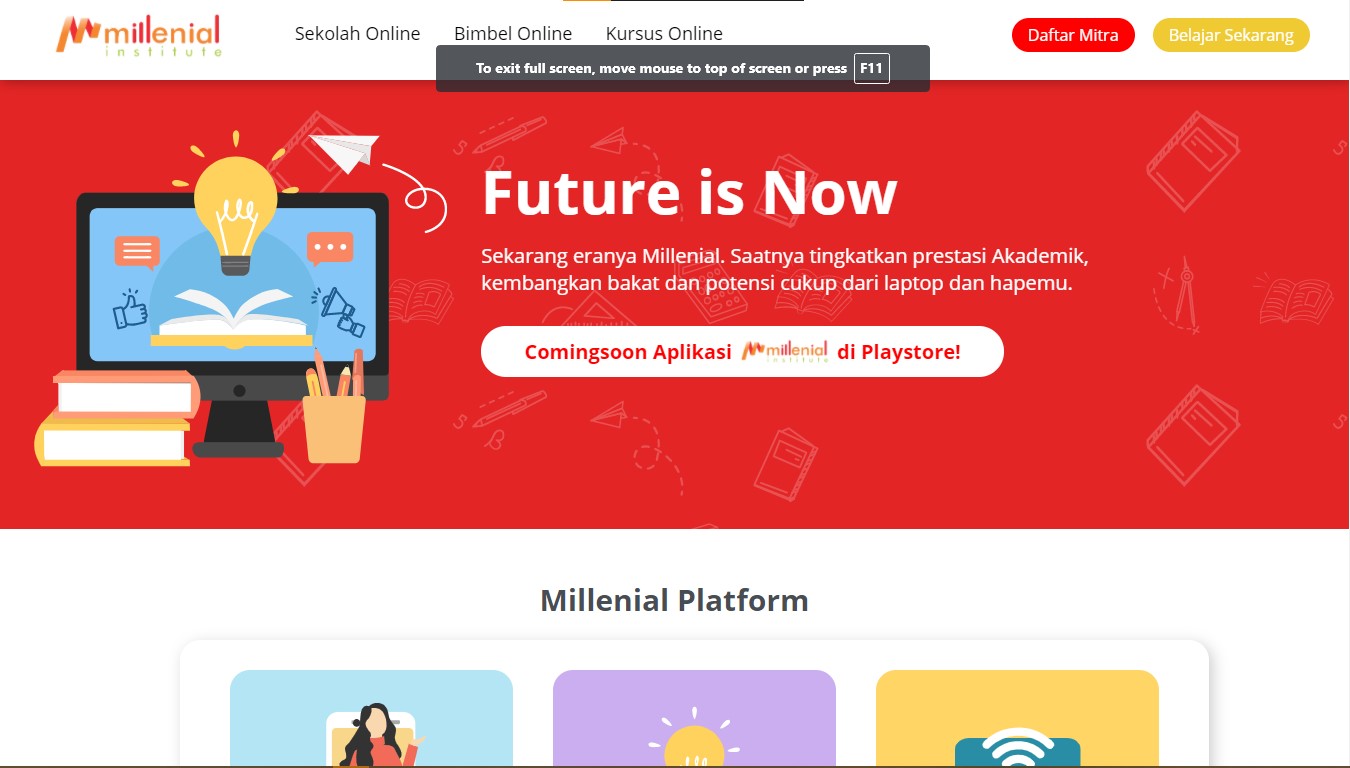 millenial
institute
Sekolah Online
Bimbel Online
Kursus Online
Daftar Mitra
Belajar Sekarang
To exit full screen, move mouse to top of screen or press F11
Future is Now
Sekarang eranya Millenial. Saatnya tingkatkan prestasi Akademik,
kembangkan bakat dan potensi cukup dari laptop dan hapemu.
Comingsoon Aplikasi millenial institute di Playstore!
Millenial Platform